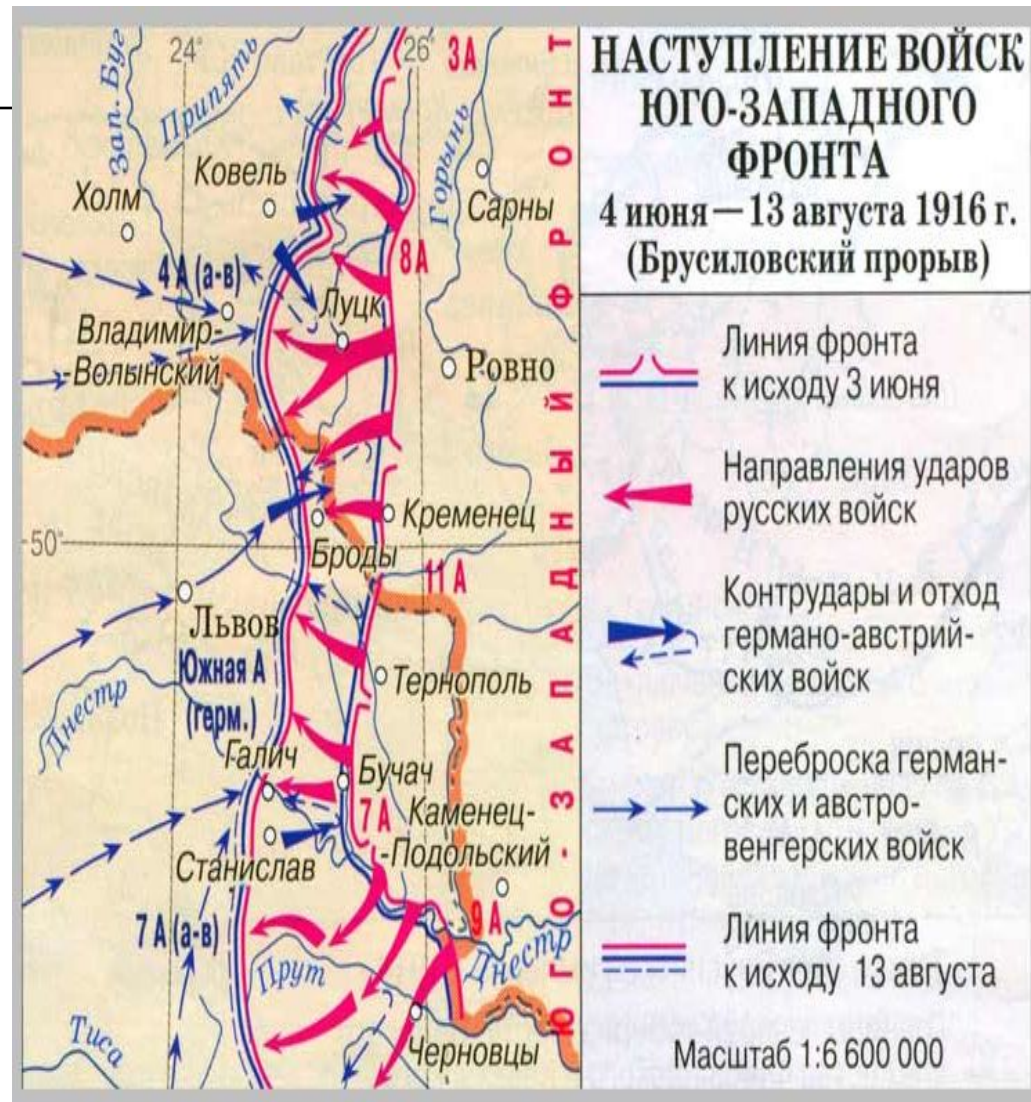 24°
26
3А
Зап. Буг
Припять
Горынь
Ковель
Холм
Сарны
8А
4 А (а-в)
Луцк
Владимир-
-Волынский
Ровно
Кременец
50°
Броды
11 А
Львов
Южная А
(герм.)
Тернополь
Днестр
Галич
Бучач
7А
Каменец-
-Подольский
Станислав
7 А (а-в)
9 А
Днестр
Прут
Тиса
Черновцы
ЮГО-ЗАПАДНЫЙ ФРОНТ
НАСТУПЛЕНИЕ ВОЙСК
ЮГО-ЗАПАДНОГО
ФРОНТА
4 июня — 13 августа 1916 г.
(Брусиловский прорыв)
Линия фронта
к исходу 3 июня
Направления ударов
русских войск
Контрудары и отход
германо-австрий-
ских войск
Переброска герман-
ских и австро-
венгерских войск
Линия фронта
к исходу 13 августа
Масштаб 1:6 600 000